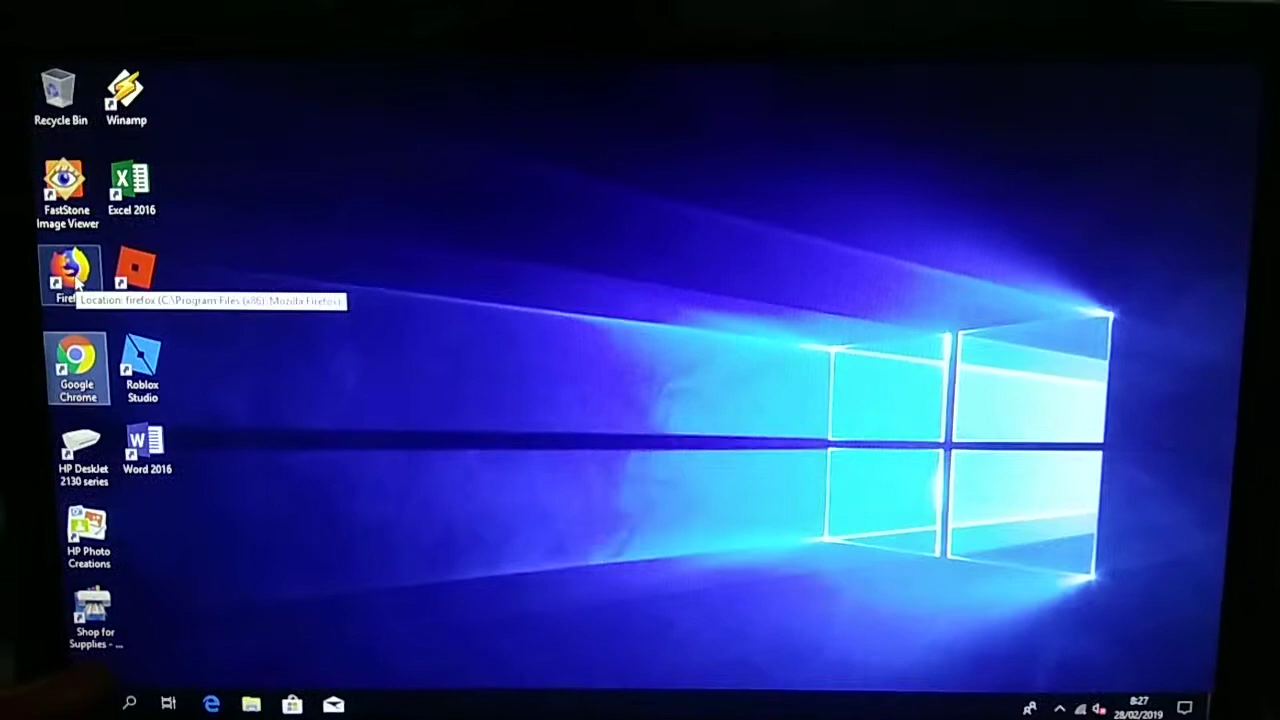 Recycle Bin
Winamp
FastStone
Image Viewer
Excel 2016
Firef
Location: firefox (C:\Program Files (x86)\Mozilla Firefox)
Google
Chrome
Roblox
Studio
HP DeskJet
2130 series
Word 2016
HP Photo
Creations
Shop for
Supplies - ...
8:27
28/02/2019